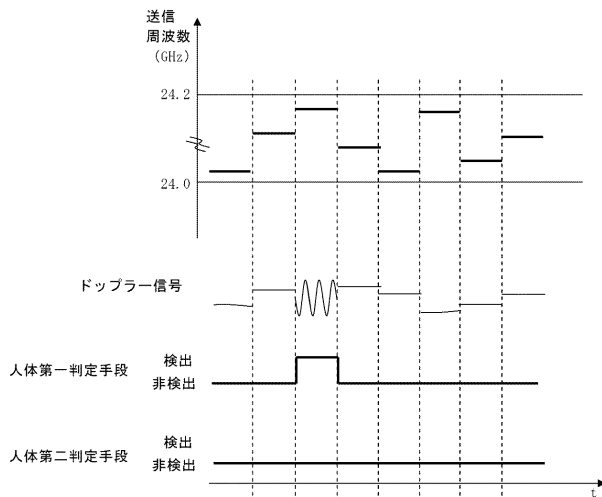 送信
周波数
(GHz)
24.2
24.0
ドップラー信号
人体第一判定手段
検出
非検出
人体第二判定手段
検出
非検出
t